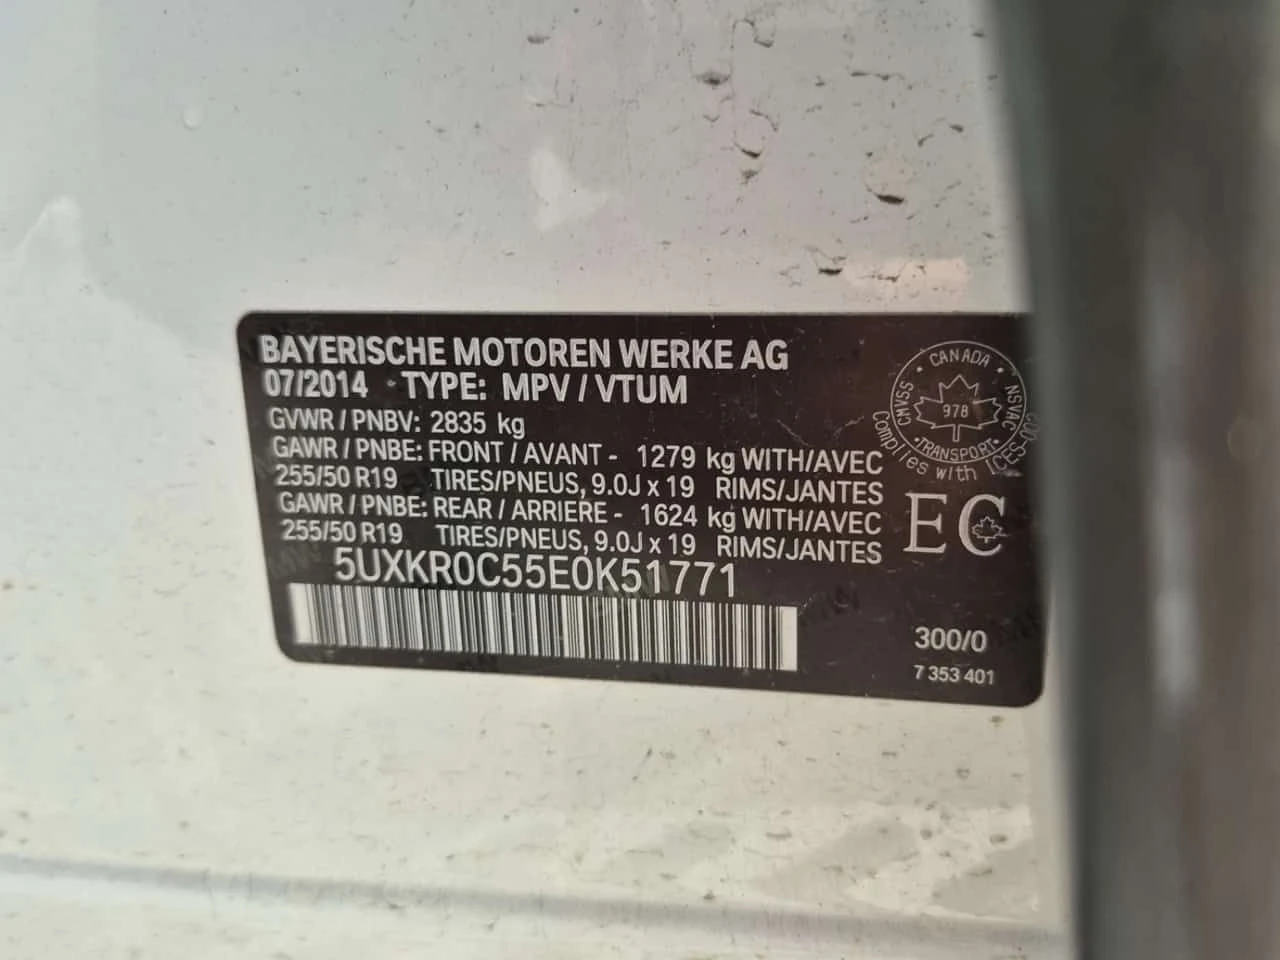 BAYERISCHE MOTOREN WERKE AG
07/2014 TYPE: MPV / VTUM
GVWR / PNBV: 2835 kg
GAWR / PNBE: FRONT / AVANT - 1279 kg WITH/AVEC
255/50 R19 TIRES/PNEUS, 9.0J x 19 RIMS/JANTES
GAWR / PNBE: REAR / ARRIERE - 1624 kg WITH/AVEC
255/50 R19 TIRES/PNEUS, 9.0J x 19 RIMS/JANTES
5UXKR0C55E0K51771
CANADA
CMVSS
NSVAC
978
TRANSPORT
Complies with ICES-002
EC
300/0
7 353 401